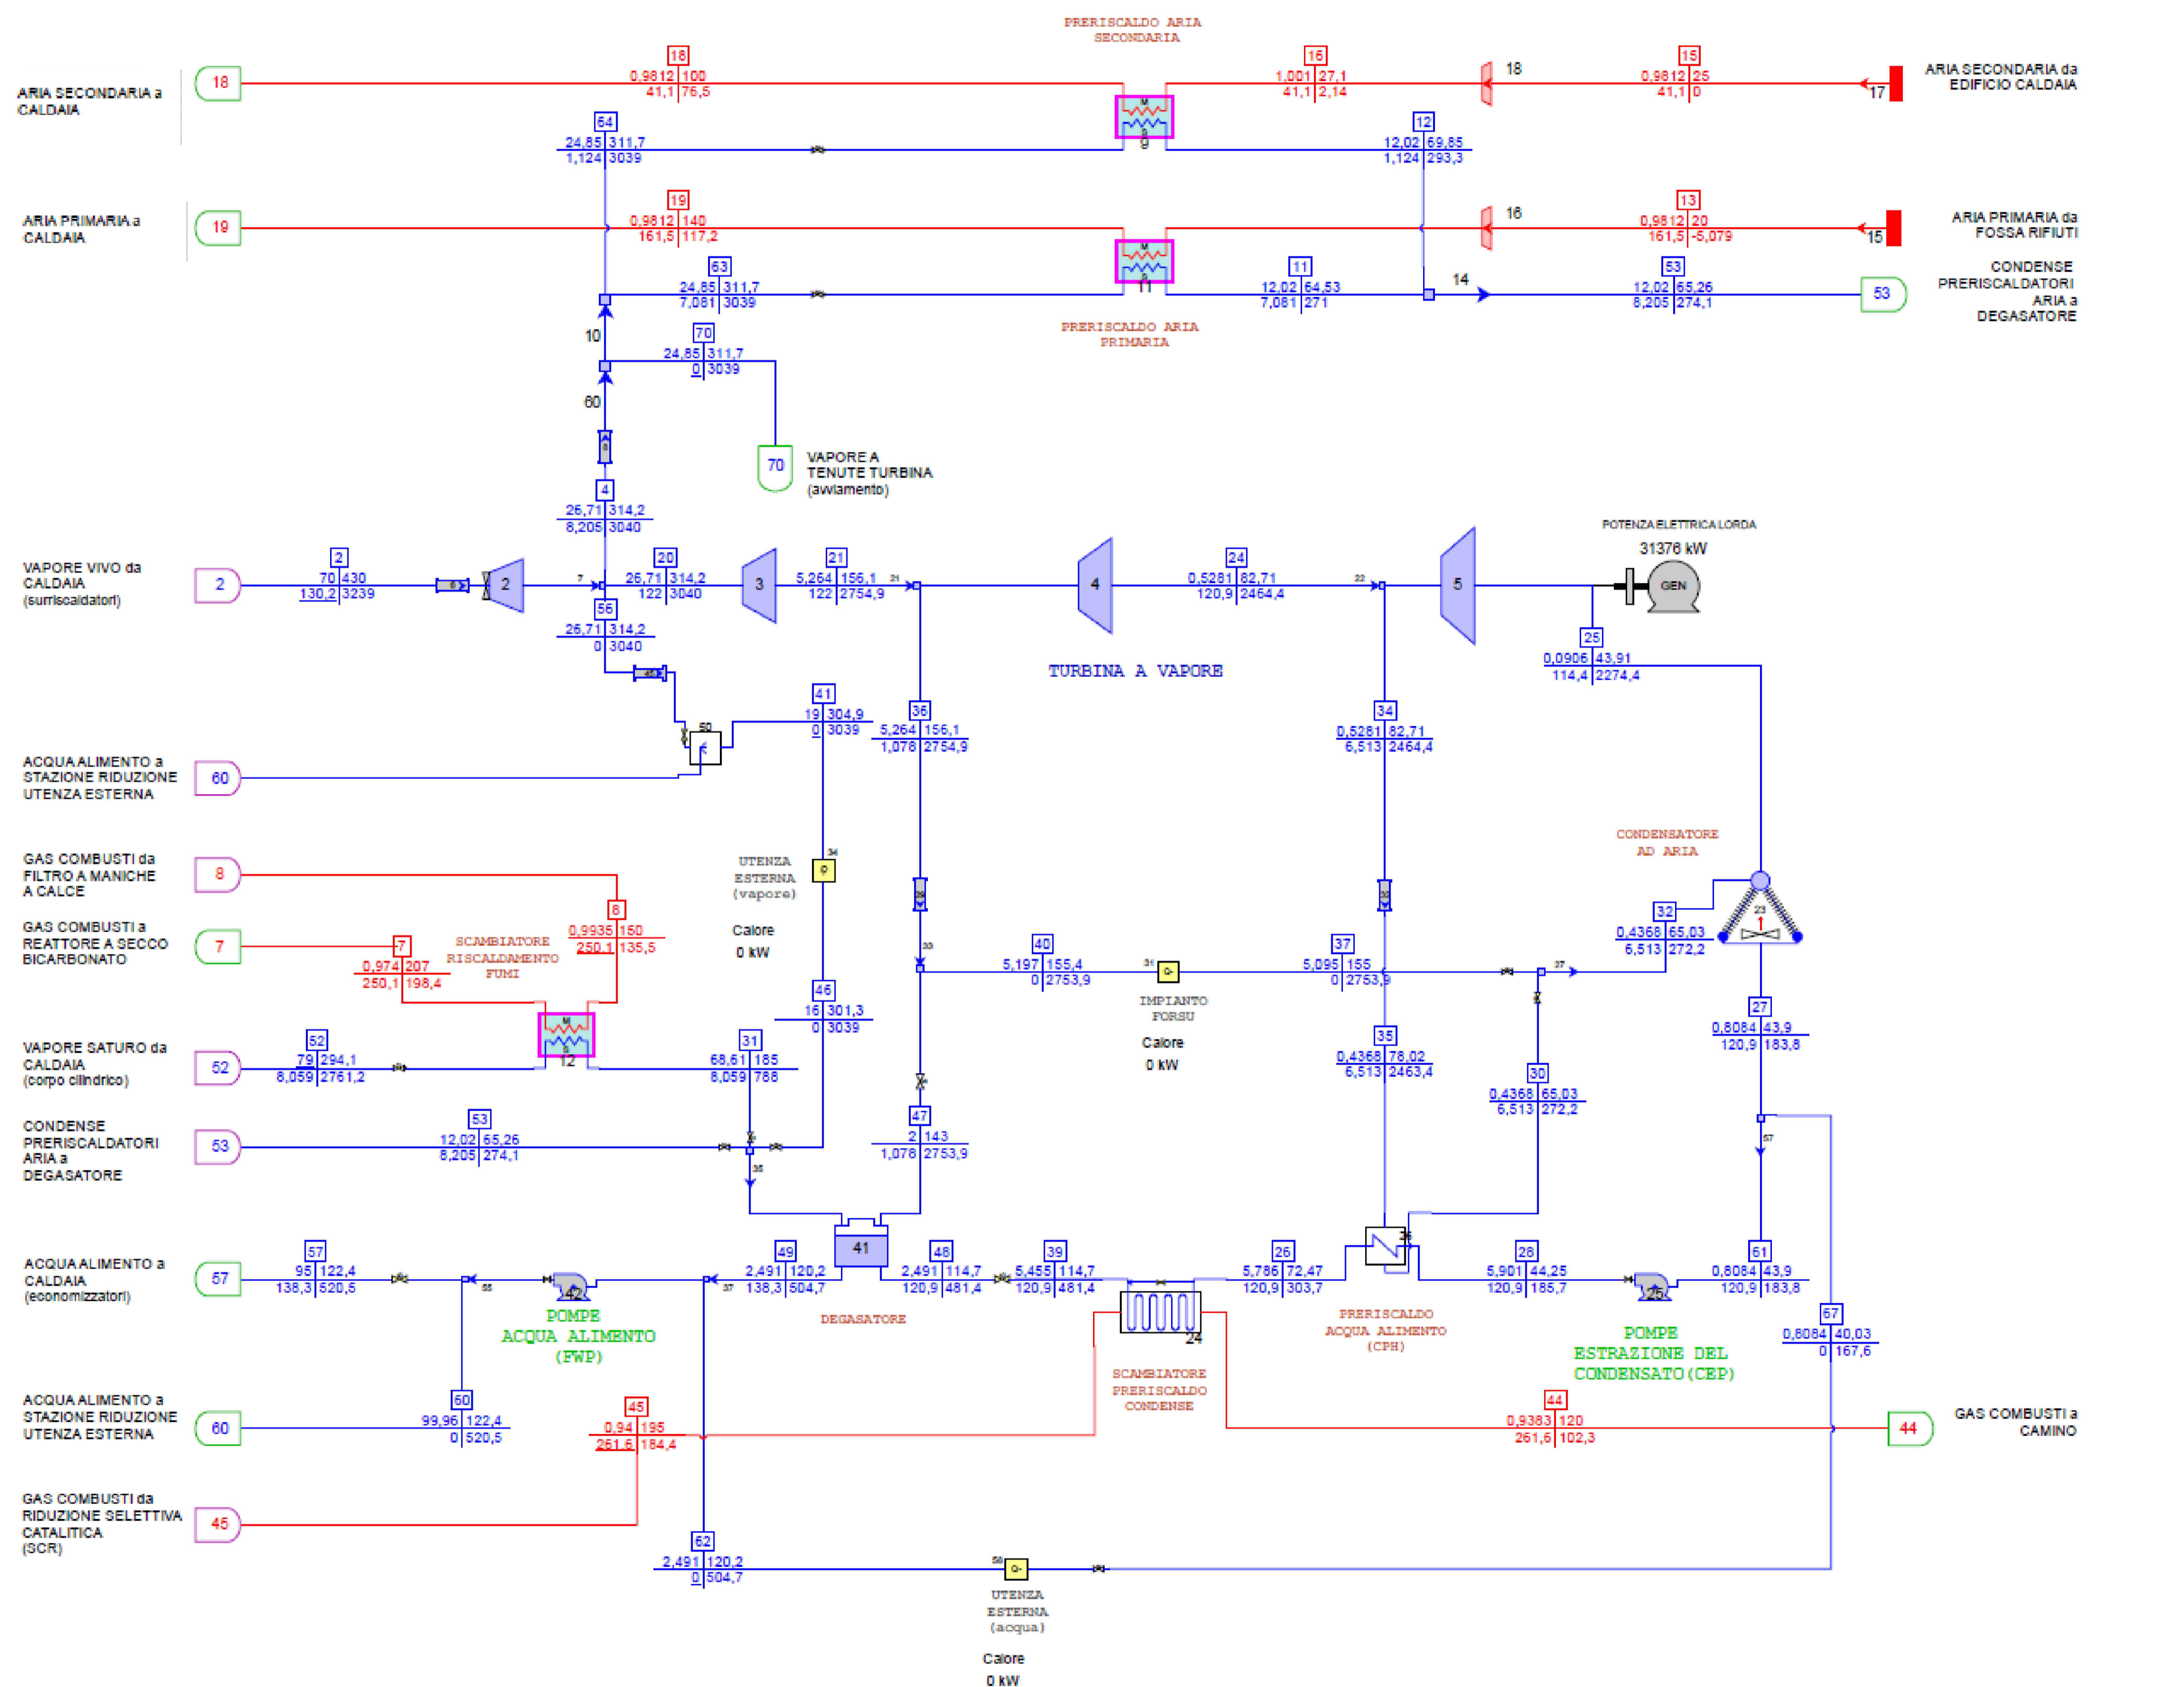 PRERISCALDO ARIA
SECONDARIA
18
16
15
18
0,9812 100
41,1 76,5
1,001 27,1
41,1 2,14
18
0,9812 25
41,1 0
17
ARIA SECONDARIA da
EDIFICIO CALDAIA
ARIA SECONDARIA a
CALDAIA
M
9
64
24,85 311,7
1,124 3039
12
12,02 69,85
1,124 293,3
ARIA PRIMARIA a
CALDAIA
19
19
0,9812 140
161,5 117,2
16
13
0,9812 20
161,5 -5,079
15
ARIA PRIMARIA da
FOSSA RIFIUTI
M
11
63
24,85 311,7
7,081 3039
11
12,02 64,53
7,081 271
14
53
12,02 65,26
8,205 274,1
53
CONDENSE
PRERISCALDATORI
ARIA a
DEGASATORE
PRERISCALDO ARIA
PRIMARIA
10
70
24,85 311,7
0 3039
60
70
VAPORE A
TENUTE TURBINA
(avviamento)
4
26,71 314,2
8,205 3040
POTENZA ELETTRICA LORDA
31376 kW
GEN
VAPORE VIVO da
CALDAIA
(surriscaldatori)
2
2
70 430
130,2 3239
6
2
7
20
26,71 314,2
122 3040
3
21
5,264 156,1
122 2754,9
21
4
24
0,5281 82,71
120,9 2464,4
22
5
56
26,71 314,2
0 3040
25
0,0906 43,91
114,4 2274,4
TURBINA A VAPORE
41
19 304,9
0 3039
36
5,264 156,1
1,078 2754,9
34
0,5281 82,71
6,513 2464,4
50
ACQUA ALIMENTO a
STAZIONE RIDUZIONE
UTENZA ESTERNA
60
CONDENSATORE
AD ARIA
GAS COMBUSTI da
FILTRO A MANICHE
A CALCE
8
UTENZA
ESTERNA
(vapore)
34
Q
Calore
0 kW
8
0,9935 150
250,1 135,5
GAS COMBUSTI a
REATTORE A SECCO
BICARBONATO
7
7
0,974 207
250,1 198,4
SCAMBIATORE
RISCALDAMENTO
FUMI
33
32
0,4368 65,03
6,513 272,2
23
1
40
5,197 155,4
0 2753,9
31
Q-
IMPIANTO
FORSU
Calore
0 kW
37
5,095 155
0 2753,9
27
46
16 301,3
0 3039
27
0,8084 43,9
120,9 183,8
VAPORE SATURO da
CALDAIA
(corpo cilindrico)
52
52
79 294,1
8,059 2761,2
M
12
31
68,61 185
8,059 788
35
0,4368 78,02
6,513 2463,4
30
0,4368 65,03
6,513 272,2
47
2 143
1,078 2753,9
CONDENSE
PRERISCALDATORI
ARIA a
DEGASATORE
53
53
12,02 65,26
8,205 274,1
35
57
ACQUA ALIMENTO a
CALDAIA
(economizzatori)
57
57
95 122,4
138,3 520,5
55
42
37
49
2,491 120,2
138,3 504,7
41
48
2,491 114,7
120,9 481,4
39
5,455 114,7
120,9 481,4
24
26
5,786 72,47
120,9 303,7
28
5,901 44,25
120,9 185,7
25
61
0,8084 43,9
120,9 183,8
POMPE
ACQUA ALIMENTO
(FWP)
DEGASATORE
PRERISCALDO
ACQUA ALIMENTO
(CPH)
POMPE
ESTRAZIONE DEL
CONDENSATO(CEP)
67
0,8084 40,03
0 167,6
SCAMBIATORE
PRERISCALDO
CONDENSE
ACQUA ALIMENTO a
STAZIONE RIDUZIONE
UTENZA ESTERNA
60
60
99,96 122,4
0 520,5
45
0,94 195
261,6 184,4
44
0,9383 120
261,6 102,3
44
GAS COMBUSTI a
CAMINO
GAS COMBUSTI da
RIDUZIONE SELETTIVA
CATALITICA
(SCR)
45
62
2,491 120,2
0 504,7
Q-
UTENZA
ESTERNA
(acqua)
Calore
0 kW